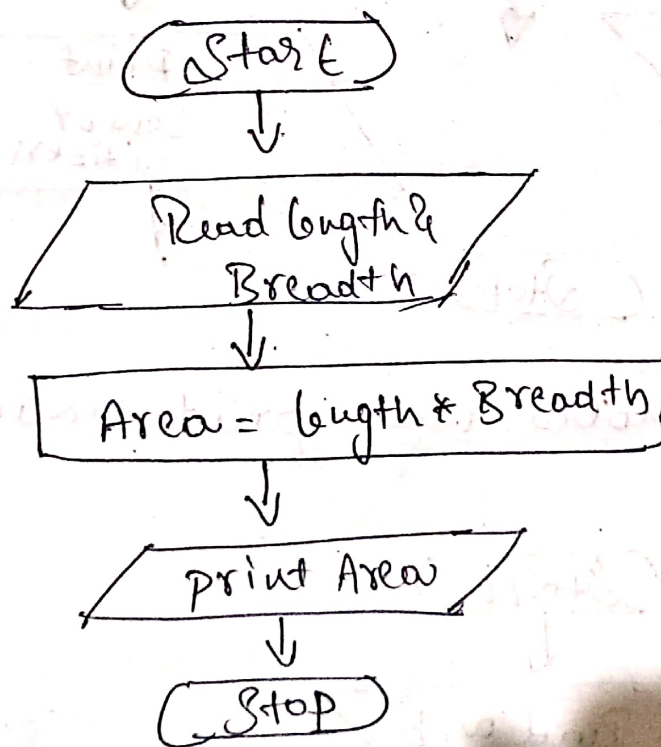 Start
Read length &
Breadth
Area = length * Breadth
print Area
Stop